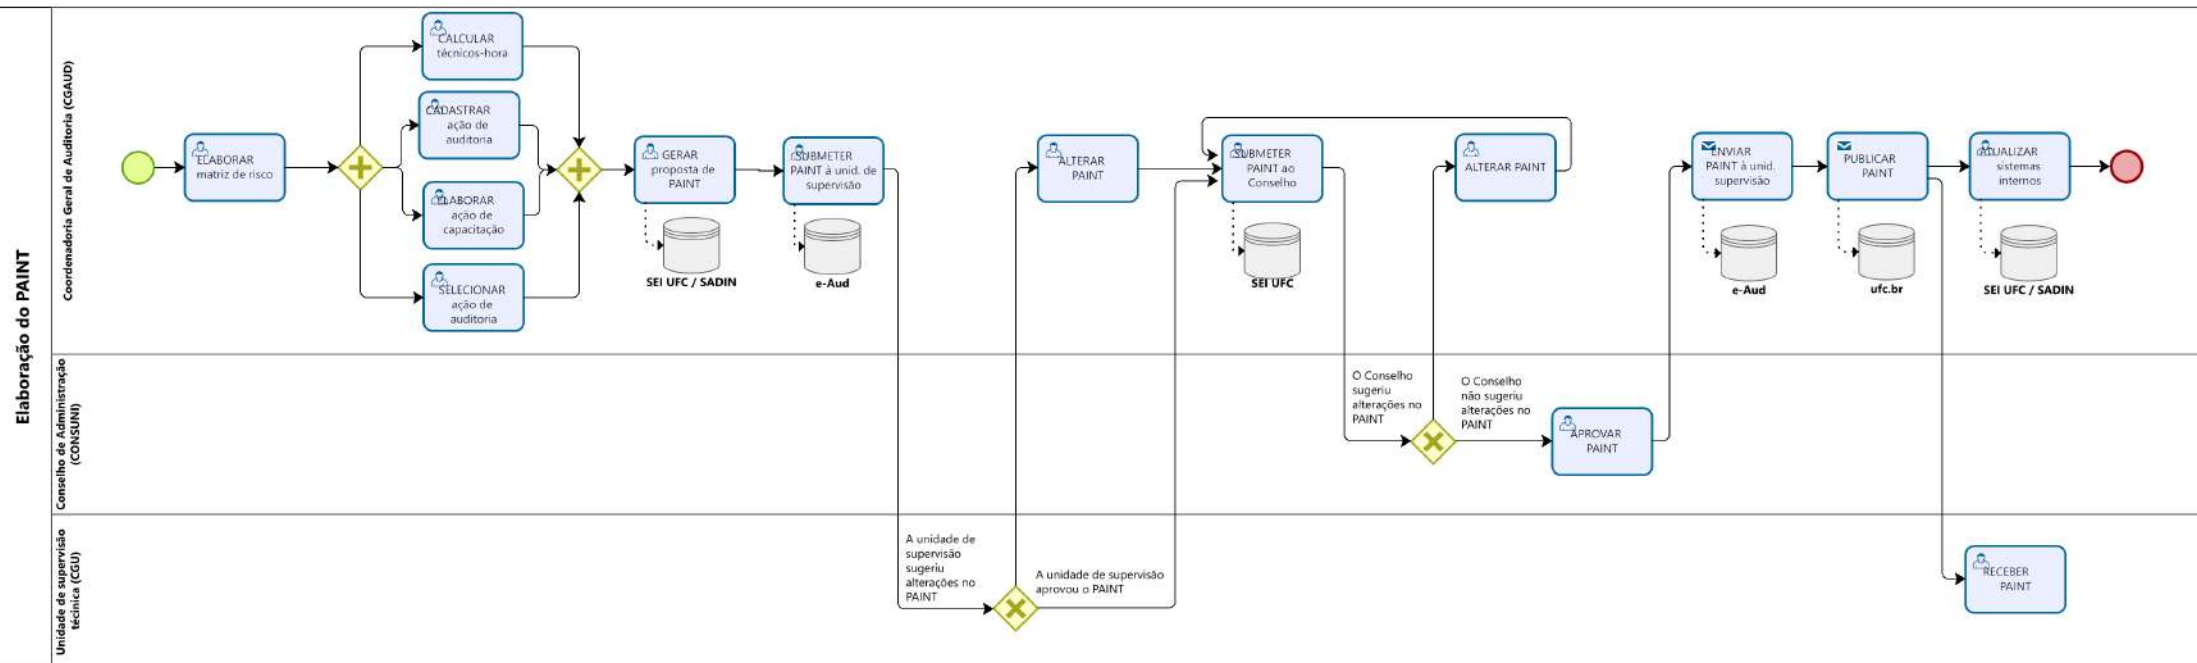 Elaboração do PAINT
Coordenadoria Geral de Auditoria (CGAUD)
ELABORAR
matriz de risco
CALCULAR
técnicos-hora
CADASTRAR
ação de
auditoria
ELABORAR
ação de
capacitação
SELECIONAR
ação de
auditoria
GERAR
proposta de
PAINT
SEI UFC / SADIN
SUBMETER
PAINT à unid. de
supervisão
e-Aud
ALTERAR
PAINT
SUBMETER
PAINT ao
Conselho
SEI UFC
ALTERAR PAINT
ENVIAR
PAINT à unid.
supervisão
e-Aud
PUBLICAR
PAINT
ufc.br
ATUALIZAR
sistemas
internos
SEI UFC / SADIN
Conselho de Administração
(CONSUNI)
O Conselho
sugeriu
alterações no
PAINT
O Conselho
não sugeriu
alterações no
PAINT
APROVAR
PAINT
Unidade de supervisão
técinica (CGU)
A unidade de
supervisão
sugeriu
alterações no
PAINT
A unidade de supervisão
aprovou o PAINT
RECEBER
PAINT